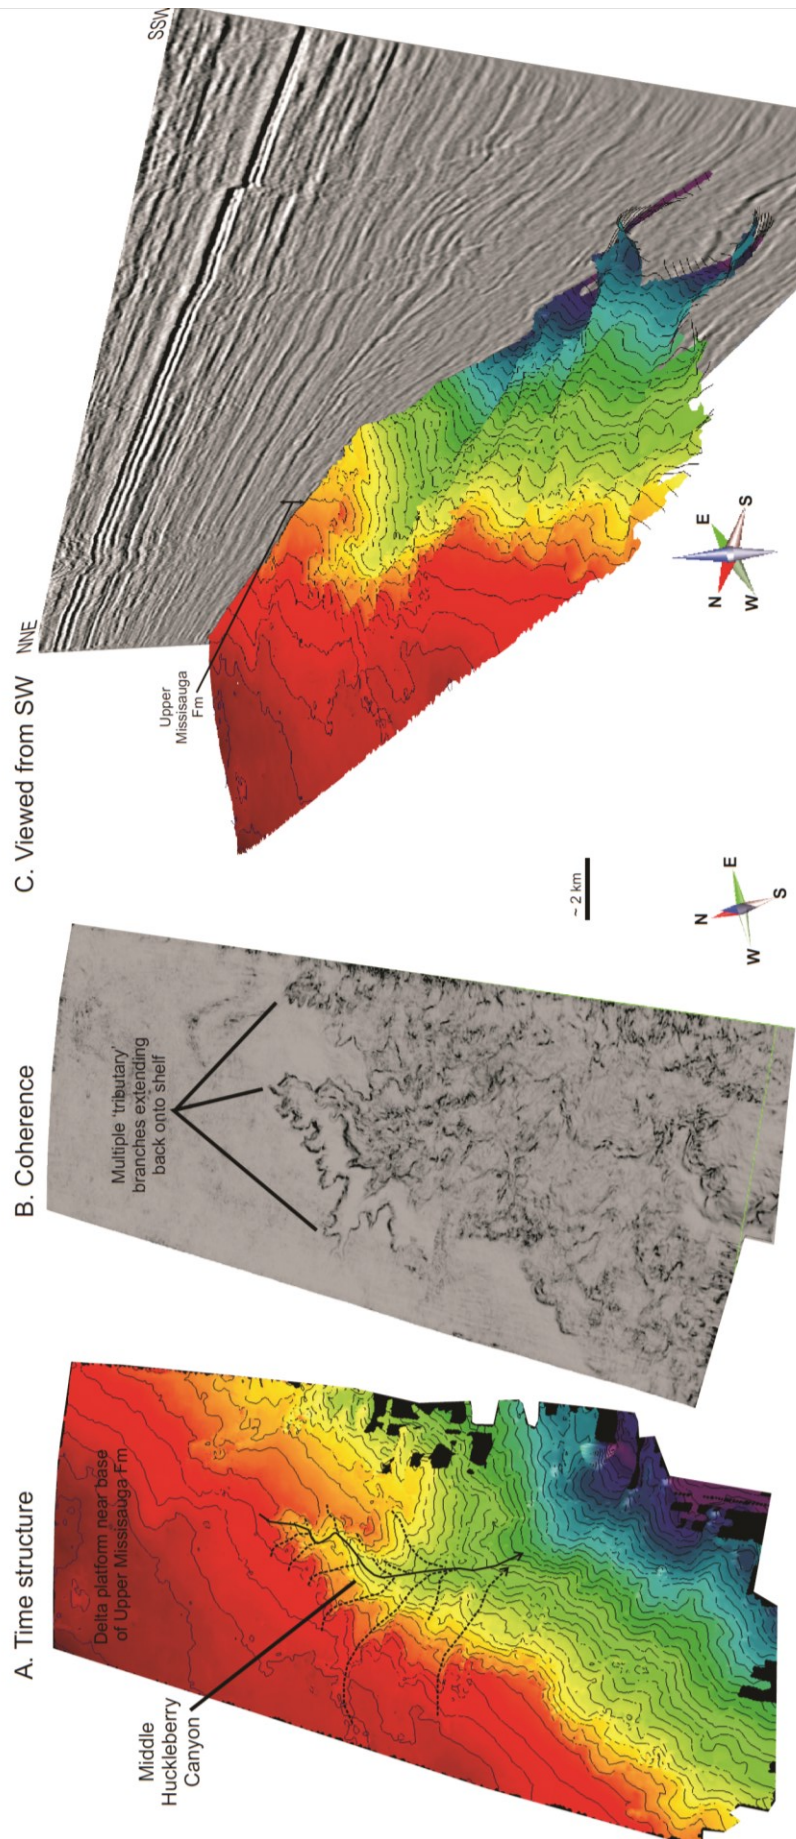 A. Time structure
Delta platform near base
of Upper Missisauga Fm
Middle
Huckleberry
Canyon
B. Coherence
Multiple 'tributary'
branches extending
back onto shelf
N
E
W
S
~ 2 km
C. Viewed from SW
NNE
SSW
Upper
Missisauga
Fm
N
E
W
S